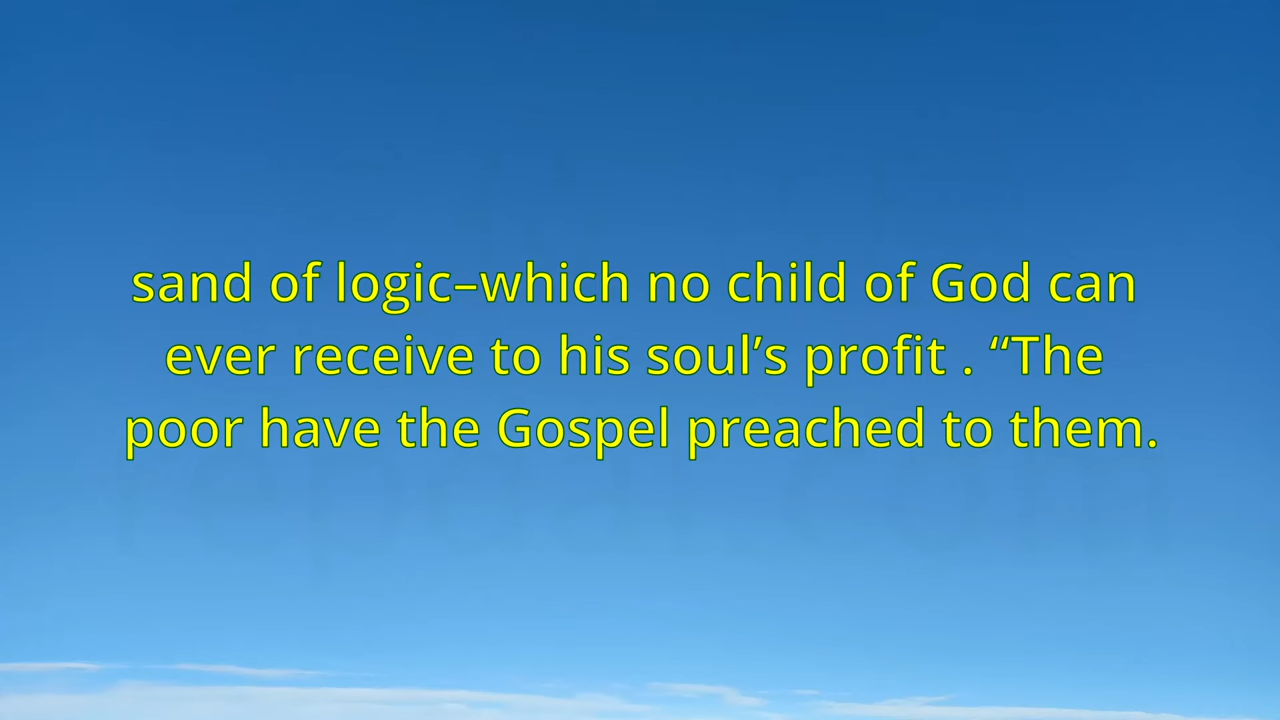 sand of logic–which no child of God can
ever receive to his soul’s profit . “The
poor have the Gospel preached to them.